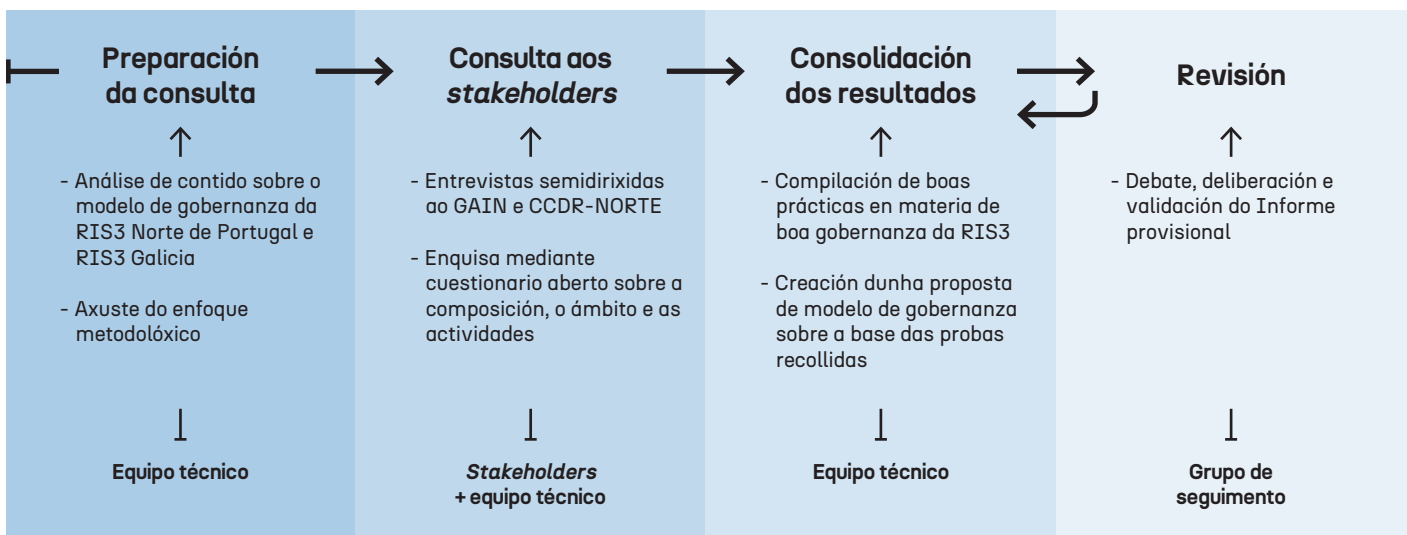 Preparación
da consulta
- Análise de contido sobre o
modelo de gobernanza da
RIS3 Norte de Portugal e
RIS3 Galicia
- Axuste do enfoque
metodolóxico
Equipo técnico
Consulta aos
stakeholders
- Entrevistas semidirixidas
ao GAIN e CCDR-NORTE
- Enquisa mediante
cuestionario aberto sobre a
composición, o ámbito e as
actividades
Stakeholders
+ equipo técnico
Consolidación
dos resultados
- Compilación de boas
prácticas en materia de
boa gobernanza da RIS3
- Creación dunha proposta
de modelo de gobernanza
sobre a base das probas
recollidas
Equipo técnico
Revisión
- Debate, deliberación e
validación do Informe
provisional
Grupo de
seguimento